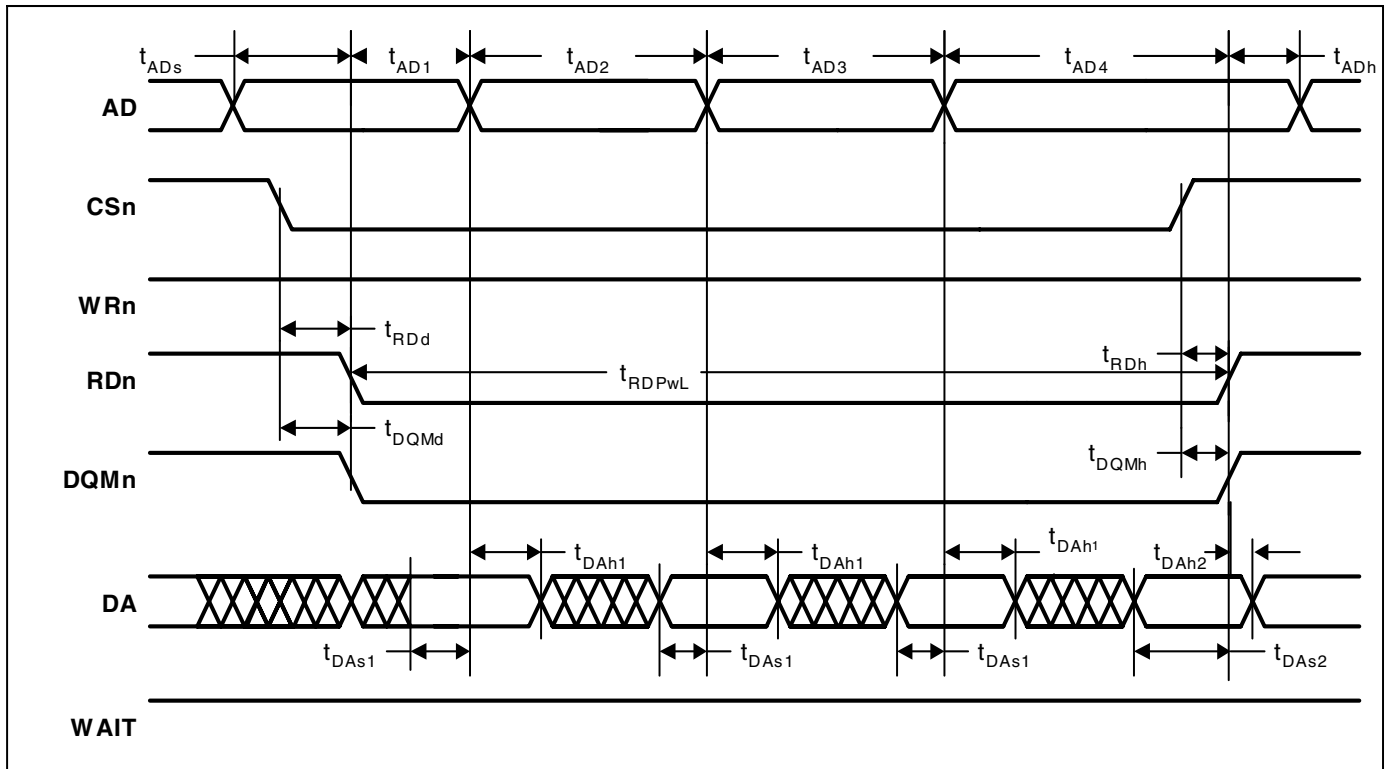 tADs tAD1 tAD2 tAD3 tAD4 tADh
AD
CSn
WRn
tRDd
RDn tRDPwL tRDh
tDQMd
DQMn tDQMh
tDAh1 tDAh1 tDAh1 tDAh2
DA
tDAs1 tDAs1 tDAs1 tDAs2
WAIT